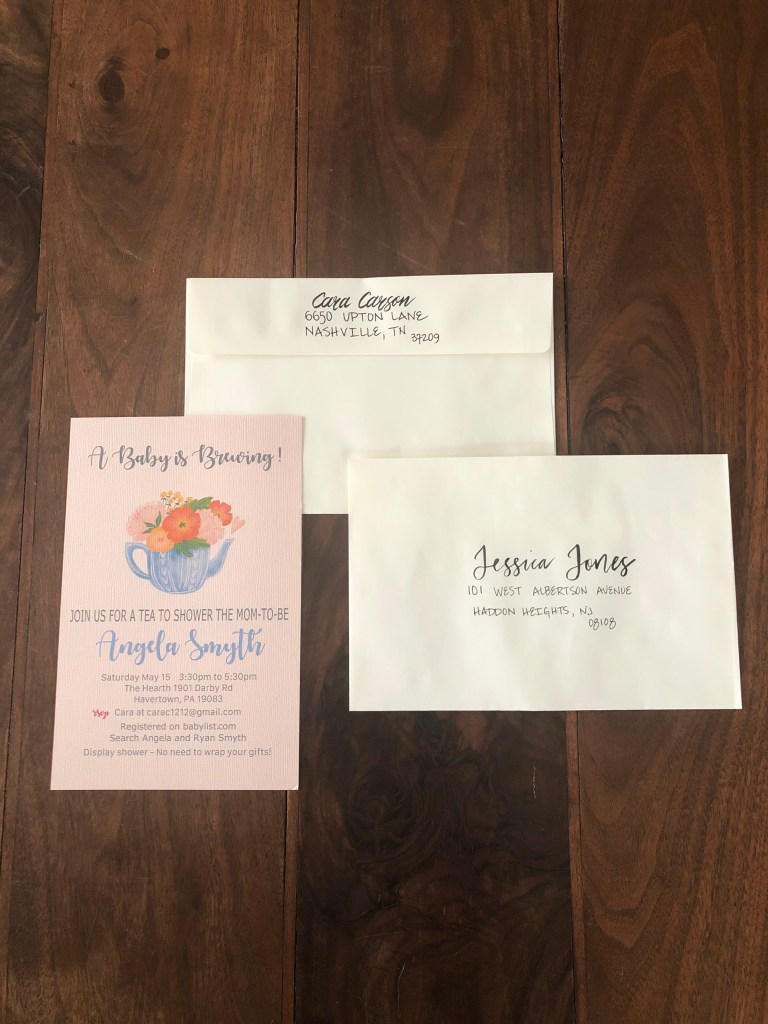 Cara Carson
6650 UPTON LANE
NASHVILLE, TN
37209
A Baby is Brewing!
JOIN US FOR A TEA TO SHOWER THE MOM-TO-BE
Angela Smyth
Saturday May 15 3:30pm to 5:30pm
The Hearth 1901 Darby Rd
Havertown, PA 19083
rsvp Cara at carac1212@gmail.com
Registered on babylist.com
Search Angela and Ryan Smyth
Display shower - No need to wrap your gifts!
Jessica Jones
101 WEST ALBERTSON AVENUE
HADDON HEIGHTS, NJ
08108